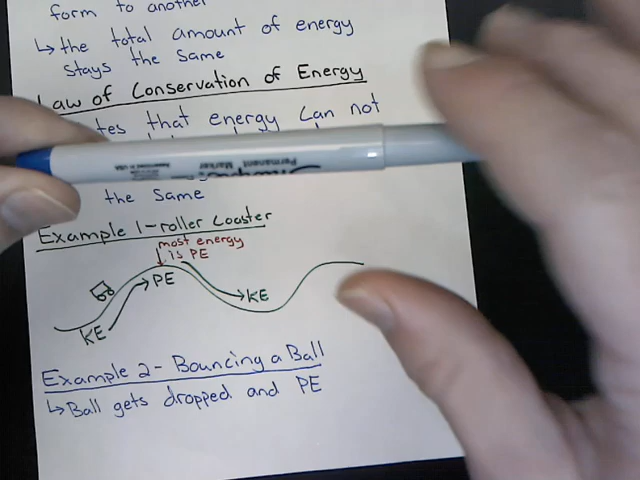 form to another
↳ the total amount of energy
stays the same
Law of Conservation of Energy
tes that energy can not
the same
Example 1-roller Coaster
most energy
is PE
PE
KE
KE
Example 2- Bouncing a Ball
↳ Ball gets dropped and PE
Permanent
Marker